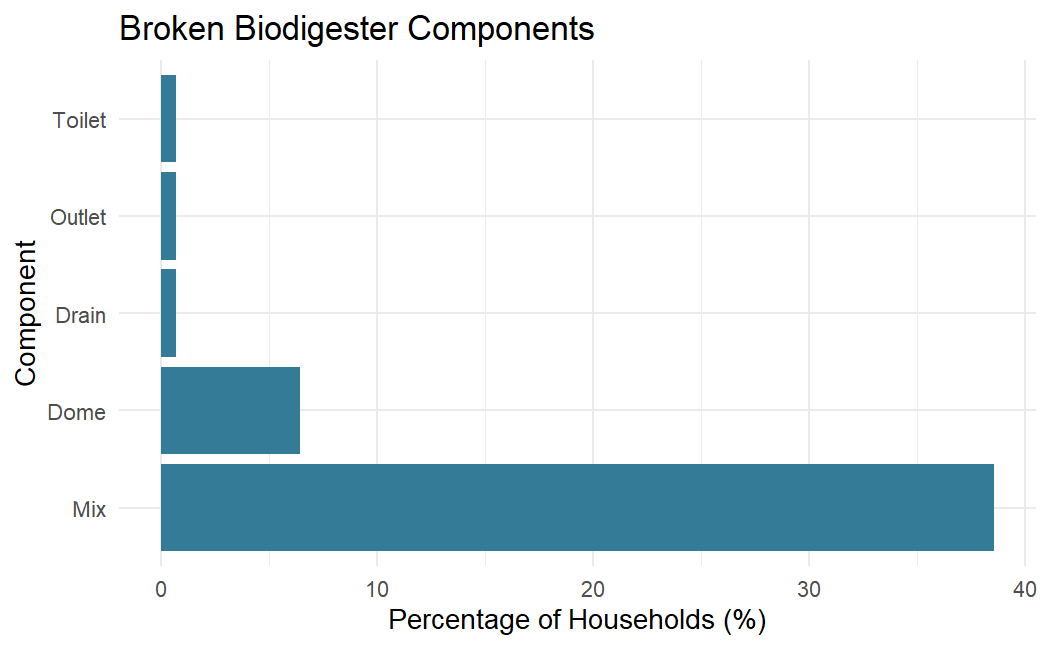 Broken Biodigester Components
Component
Toilet
Outlet
Drain
Dome
Mix
0 10 20 30 40
Percentage of Households (%)